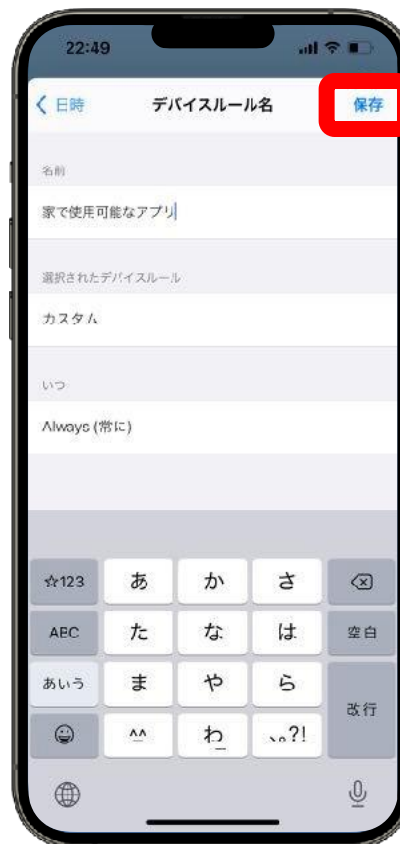 22:49
日時
デバイスルール名
保存
名前
家で使用可能なアプリ
選択されたデバイスルール
カスタム
いつ
Always (常に)
☆123
あ
か
さ
ABC
た
な
は
空白
あいう
ま
や
ら
改行
^^
わ
、。?!